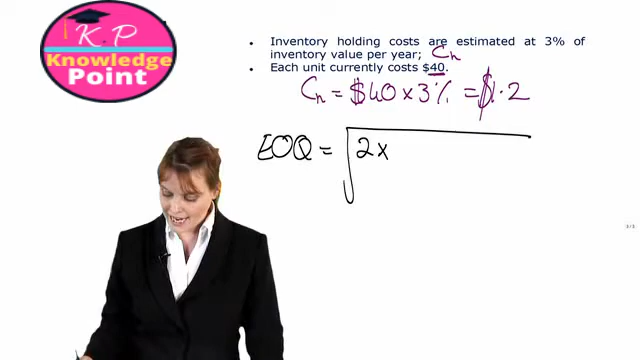 K.P
Knowledge
Point
• Inventory holding costs are estimated at 3% of
inventory value per year; Ch
• Each unit currently costs $40.
Ch = $40 x 3% = $1.2
EOQ = √2x